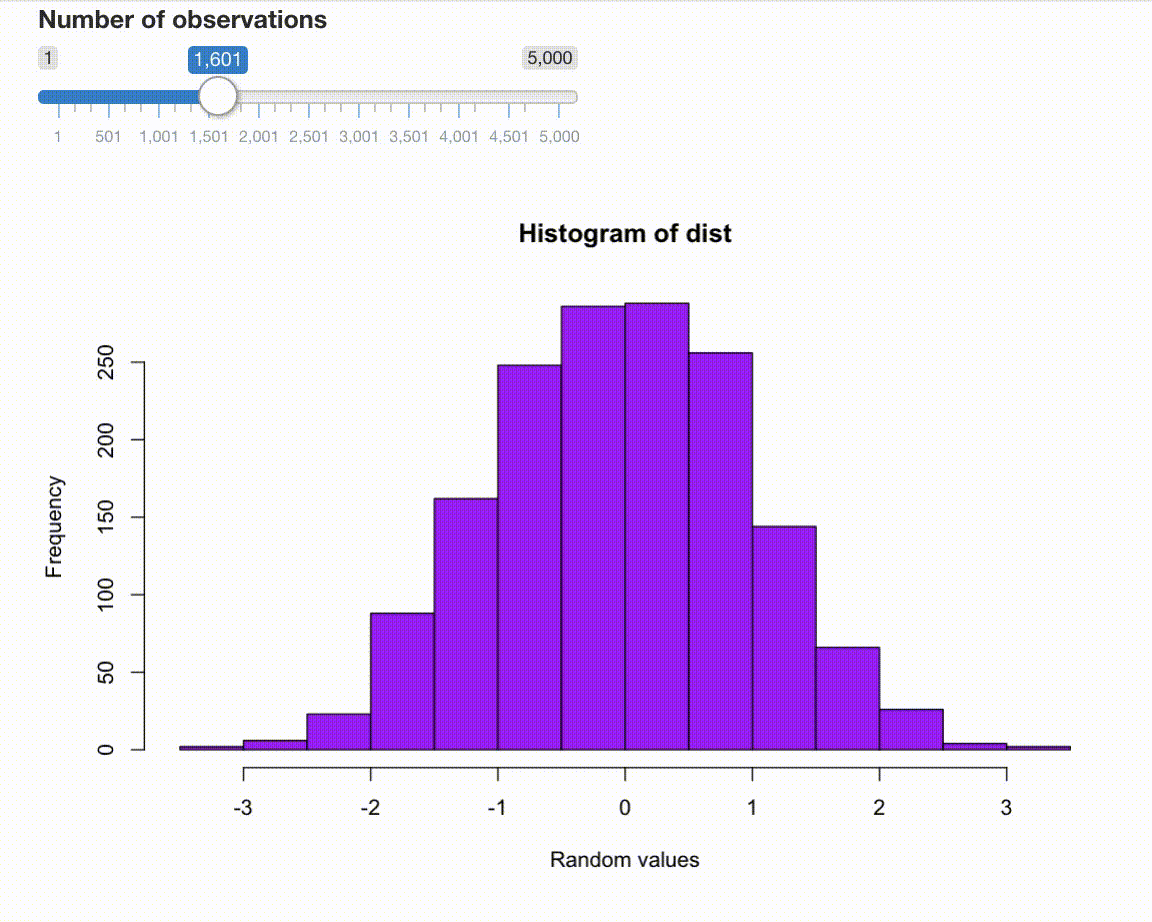 Number of observations
1 1,601 5,000
1 501 1,001 1,501 2,001 2,501 3,001 3,501 4,001 4,501 5,000
Histogram of dist
Frequency
250
200
150
100
50
0
-3 -2 -1 0 1 2 3
Random values